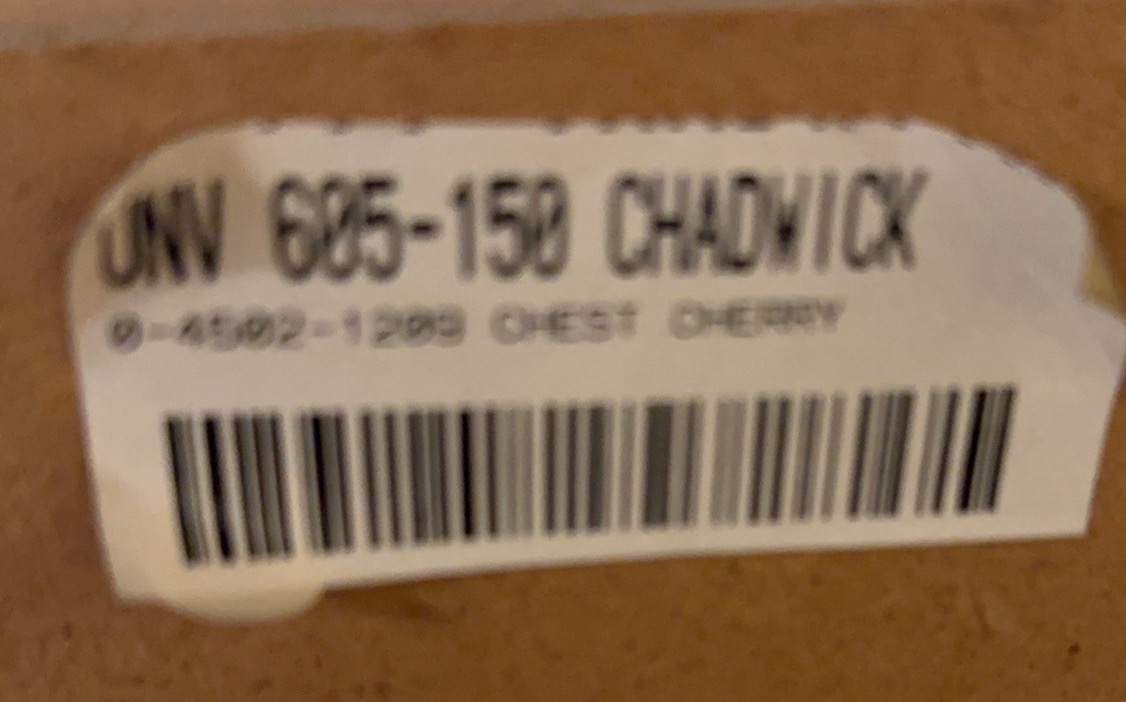 UNV 605-150 CHADWICK
0-4502-1209 CHEST CHERRY